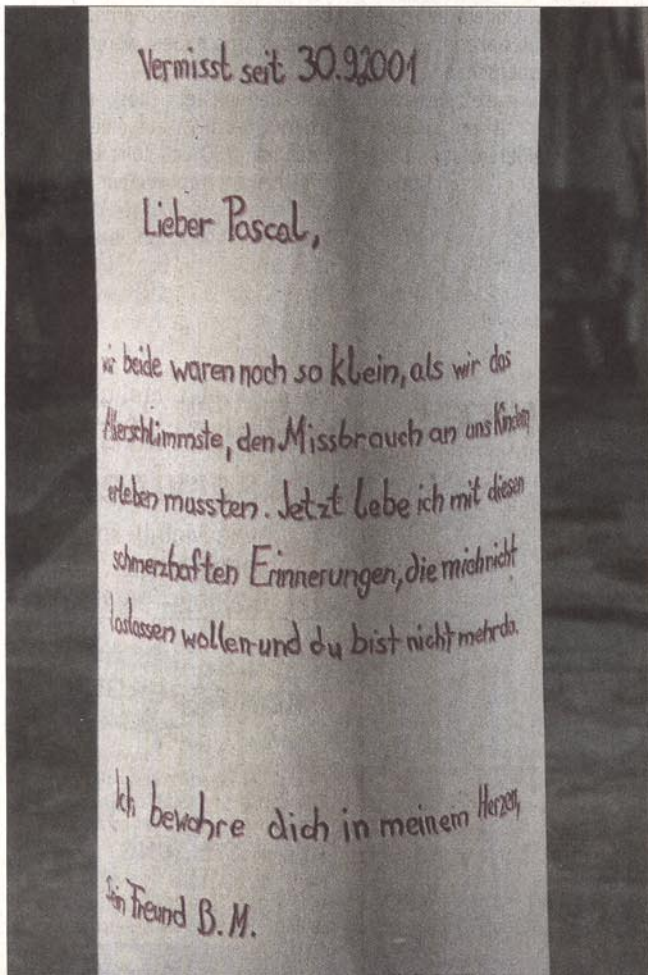 Vermisst seit 30.9.2001
Lieber Pascal,
wir beide waren noch so klein, als wir das
Allerschlimmste, den Missbrauch an uns Kindern
erleben mussten. Jetzt lebe ich mit diesen
schmerzhaften Erinnerungen, die mich nicht
loslassen wollen und du bist nicht mehr da.
Ich bewahre dich in meinem Herzen,
Dein Freund B.M.